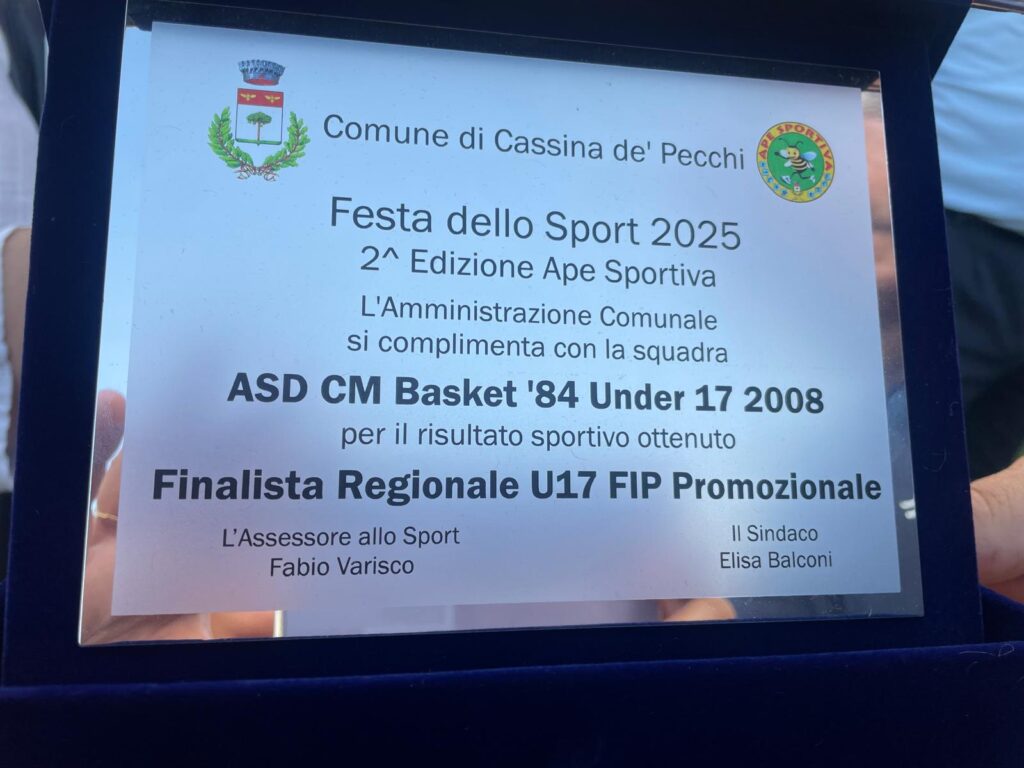 Comune di Cassina de' Pecchi
APE SPORTIVA
Festa dello Sport 2025
2^ Edizione Ape Sportiva
L'Amministrazione Comunale
si complimenta con la squadra
ASD CM Basket '84 Under 17 2008
per il risultato sportivo ottenuto
Finalista Regionale U17 FIP Promozionale
L’Assessore allo Sport
Fabio Varisco
Il Sindaco
Elisa Balconi